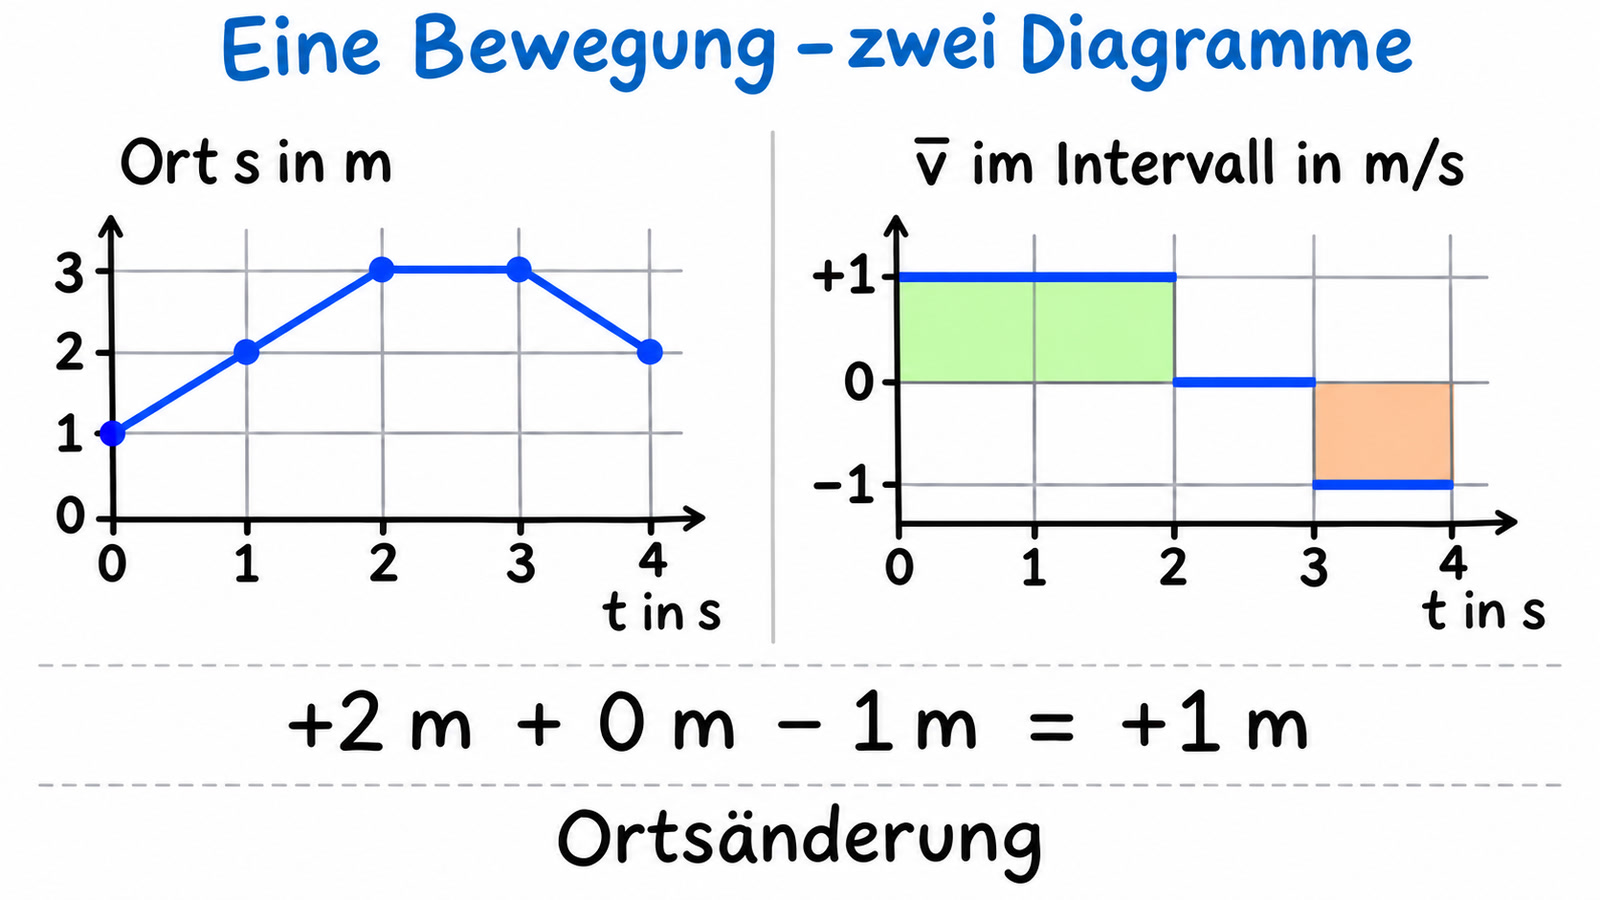 Eine Bewegung – zwei Diagramme
Ort s in m
3
2
1
0
0 1 2 3 4
t in s
v̅ im Intervall in m/s
+1
0
−1
0 1 2 3 4
t in s
+2 m + 0 m − 1 m = +1 m
Ortsänderung